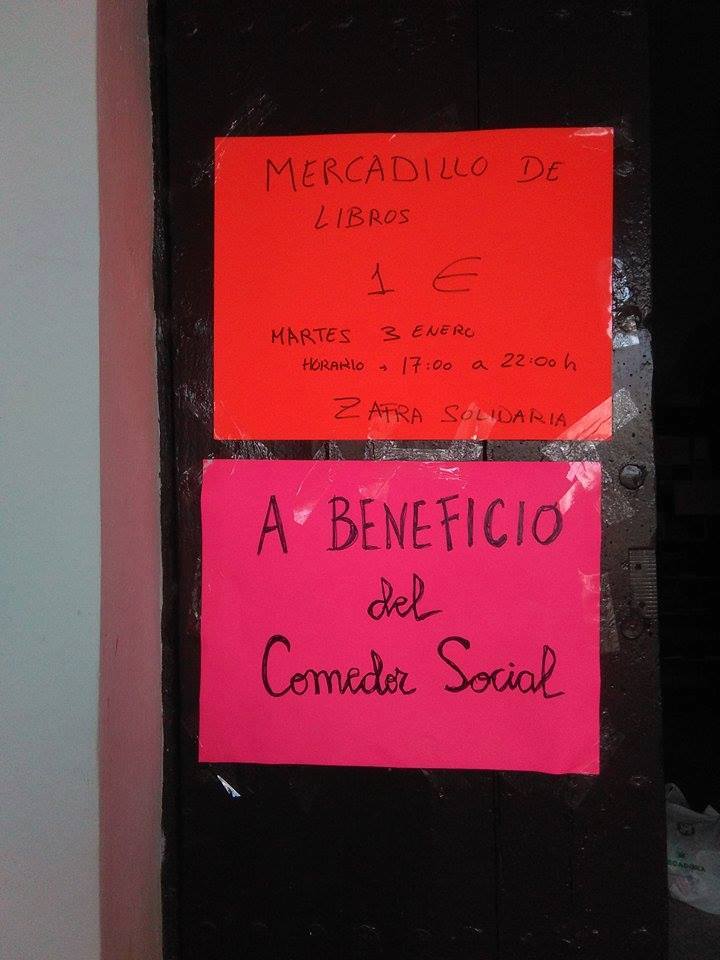 MERCADILLO DE
LIBROS
1 €
MARTES 3 ENERO
HORARIO → 17:00 a 22:00 h
ZAFRA SOLIDARIA
A BENEFICIO
del
Comedor Social